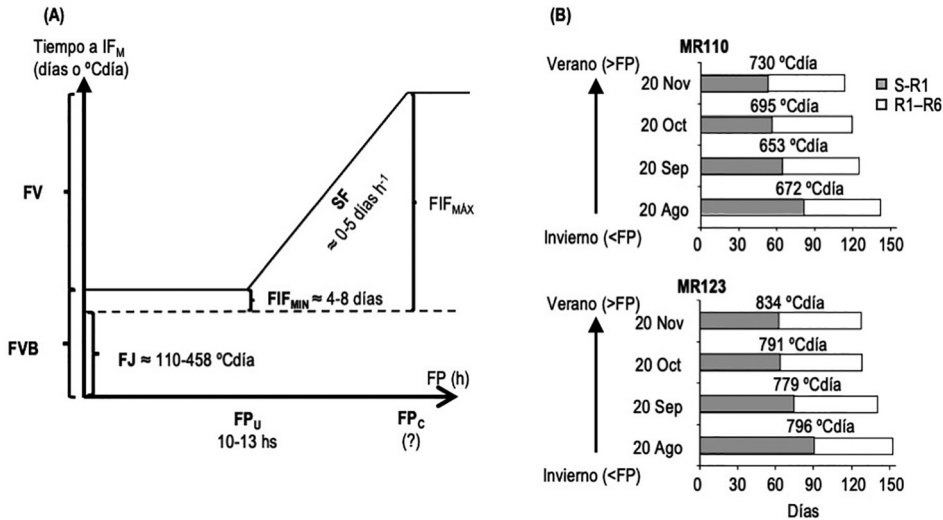 (A)
Tiempo a IFM
(días o ºCdía)
FV
FVB
SF
≈ 0-5 días h-1
FIFMÁX
FIFMIN ≈ 4-8 días
FJ ≈ 110-458 ºCdía
FP (h)
FPU
10-13 hs
FPC
(?)
(B)
MR110
Verano (>FP)
730 ºCdía
20 Nov
695 ºCdía
20 Oct
653 ºCdía
20 Sep
672 ºCdía
20 Ago
Invierno (<FP)
0 30 60 90 120 150
S-R1
R1–R6
MR123
Verano (>FP)
834 ºCdía
20 Nov
791 ºCdía
20 Oct
779 ºCdía
20 Sep
796 ºCdía
20 Ago
Invierno (<FP)
0 30 60 90 120 150
Días